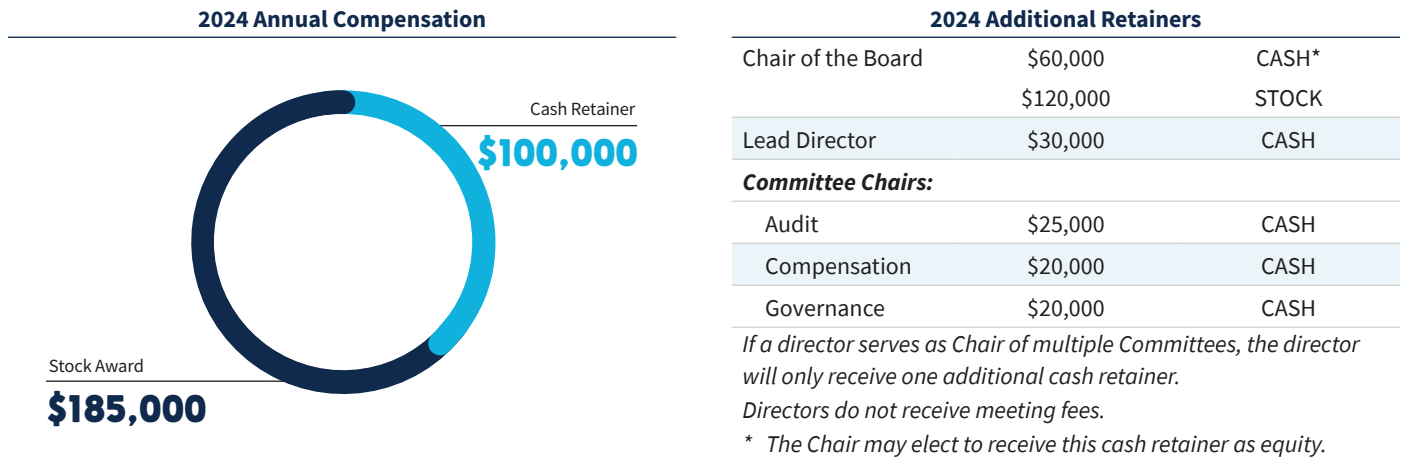 2024 Annual Compensation
Cash Retainer
$100,000
Stock Award
$185,000
2024 Additional Retainers
Chair of the Board $60,000 CASH*
$120,000 STOCK
Lead Director $30,000 CASH
Committee Chairs:
Audit $25,000 CASH
Compensation $20,000 CASH
Governance $20,000 CASH
If a director serves as Chair of multiple Committees, the director
will only receive one additional cash retainer.
Directors do not receive meeting fees.
* The Chair may elect to receive this cash retainer as equity.